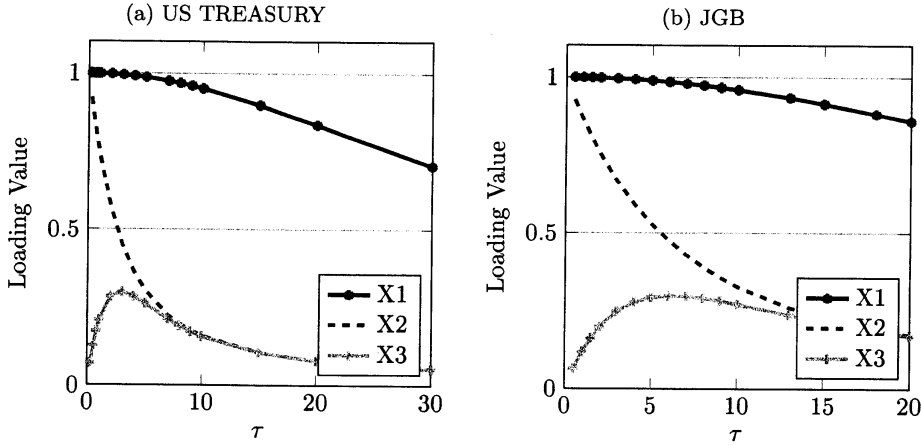 (a) US TREASURY
1
0.5
0
0
10
20
30
Loading Value
τ
X1
X2
X3
(b) JGB
1
0.5
0
0
5
10
15
20
Loading Value
τ
X1
X2
X3